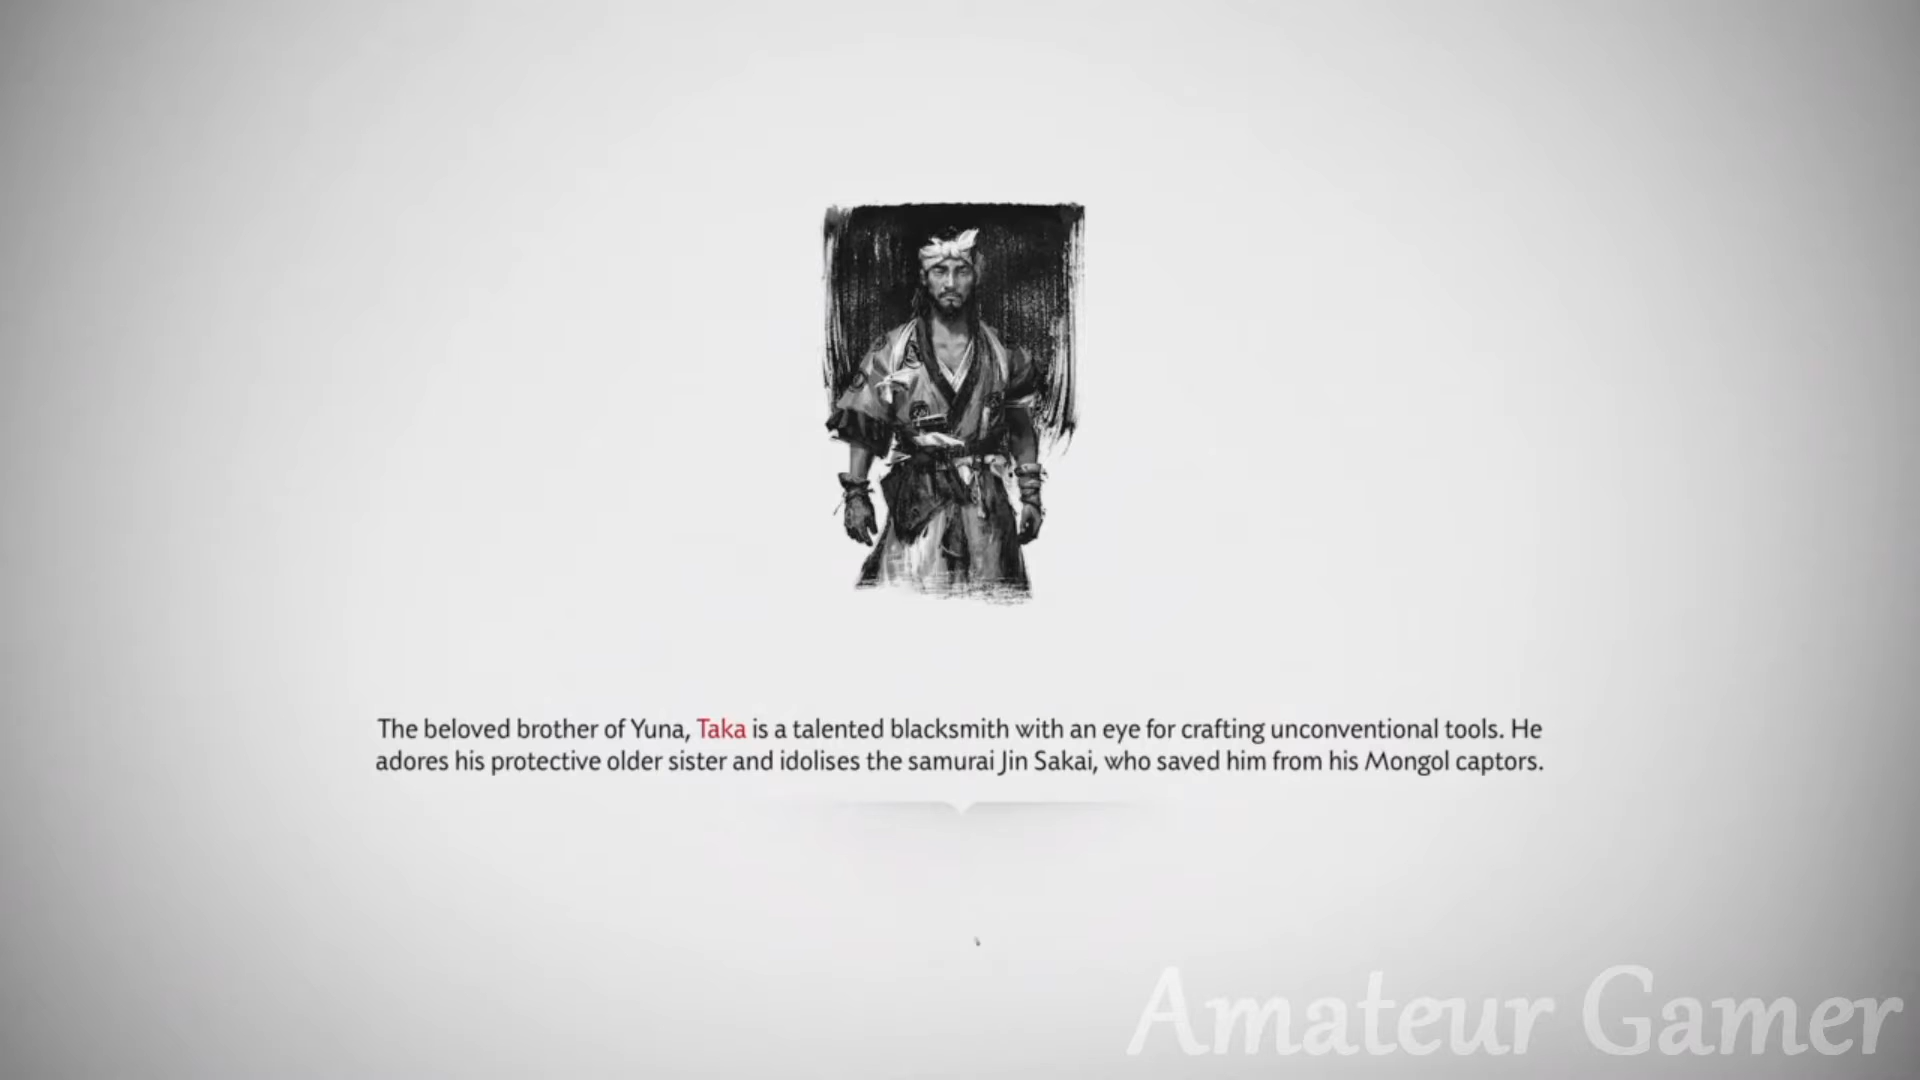 The beloved brother of Yuna, Taka is a talented blacksmith with an eye for crafting unconventional tools. He
adores his protective older sister and idolises the samurai Jin Sakai, who saved him from his Mongol captors.
Amateur Gamer